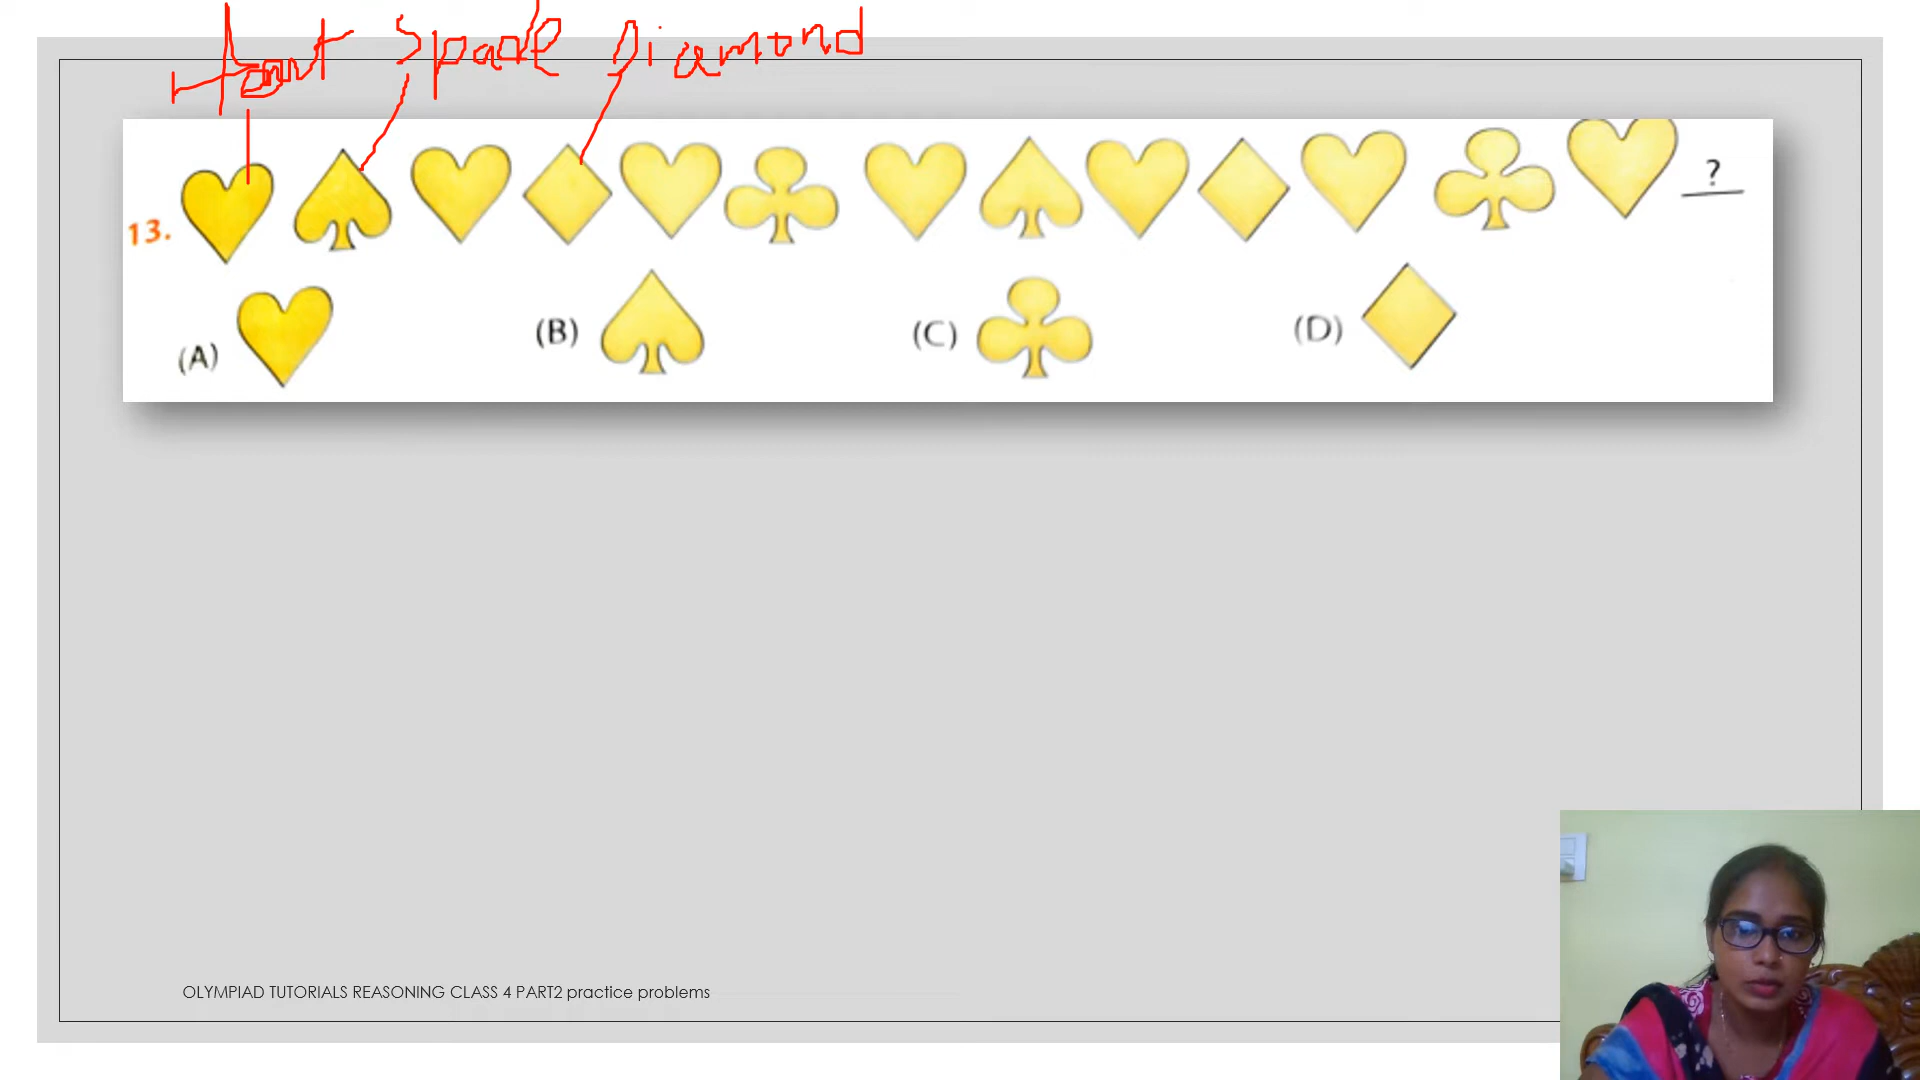 Heart Spade Diamond
13. ?
(A) (B) (C) (D)
OLYMPIAD TUTORIALS REASONING CLASS 4 PART2 practice problems